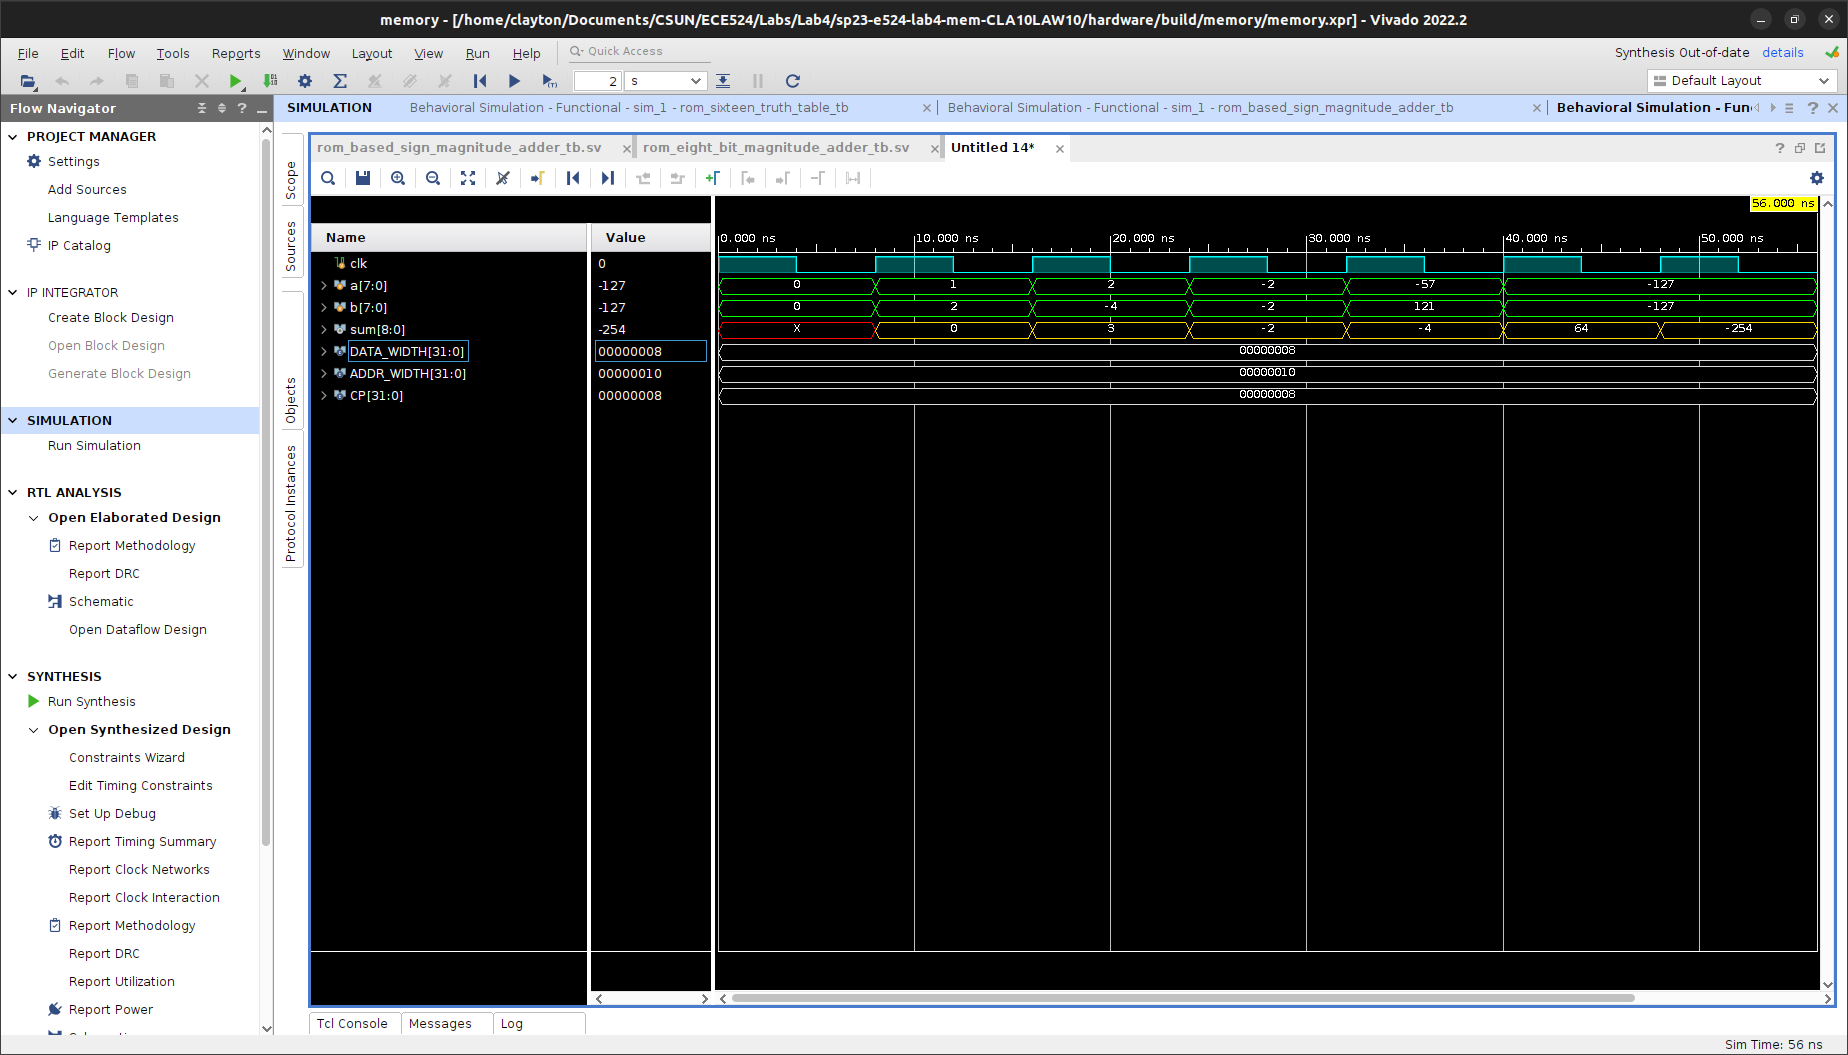 memory - [/home/clayton/Documents/CSUN/ECE524/Labs/Lab4/sp23-e524-lab4-mem-CLA10LAW10/hardware/build/memory/memory.xpr] - Vivado 2022.2
File Edit Flow Tools Reports Window Layout View Run Help Quick Access
Synthesis Out-of-date details
2 s
Default Layout
Flow Navigator
PROJECT MANAGER
Settings
Add Sources
Language Templates
IP Catalog
IP INTEGRATOR
Create Block Design
Open Block Design
Generate Block Design
SIMULATION
Run Simulation
RTL ANALYSIS
Open Elaborated Design
Report Methodology
Report DRC
Schematic
Open Dataflow Design
SYNTHESIS
Run Synthesis
Open Synthesized Design
Constraints Wizard
Edit Timing Constraints
Set Up Debug
Report Timing Summary
Report Clock Networks
Report Clock Interaction
Report Methodology
Report DRC
Report Utilization
Report Power
SIMULATION
Behavioral Simulation - Functional - sim_1 - rom_sixteen_truth_table_tb
Behavioral Simulation - Functional - sim_1 - rom_based_sign_magnitude_adder_tb
Behavioral Simulation - Fun
Scope
Sources
Objects
Protocol Instances
rom_based_sign_magnitude_adder_tb.sv
rom_eight_bit_magnitude_adder_tb.sv
Untitled 14*
56.000 ns
Name Value
0.000 ns 10.000 ns 20.000 ns 30.000 ns 40.000 ns 50.000 ns
clk 0
a[7:0] -127 0 1 2 -2 -57 -127
b[7:0] -127 0 2 -4 -2 121 -127
sum[8:0] -254 X 0 3 -2 -4 64 -254
DATA_WIDTH[31:0] 00000008 00000008
ADDR_WIDTH[31:0] 00000010 00000010
CP[31:0] 00000008 00000008
Tcl Console Messages Log
Sim Time: 56 ns